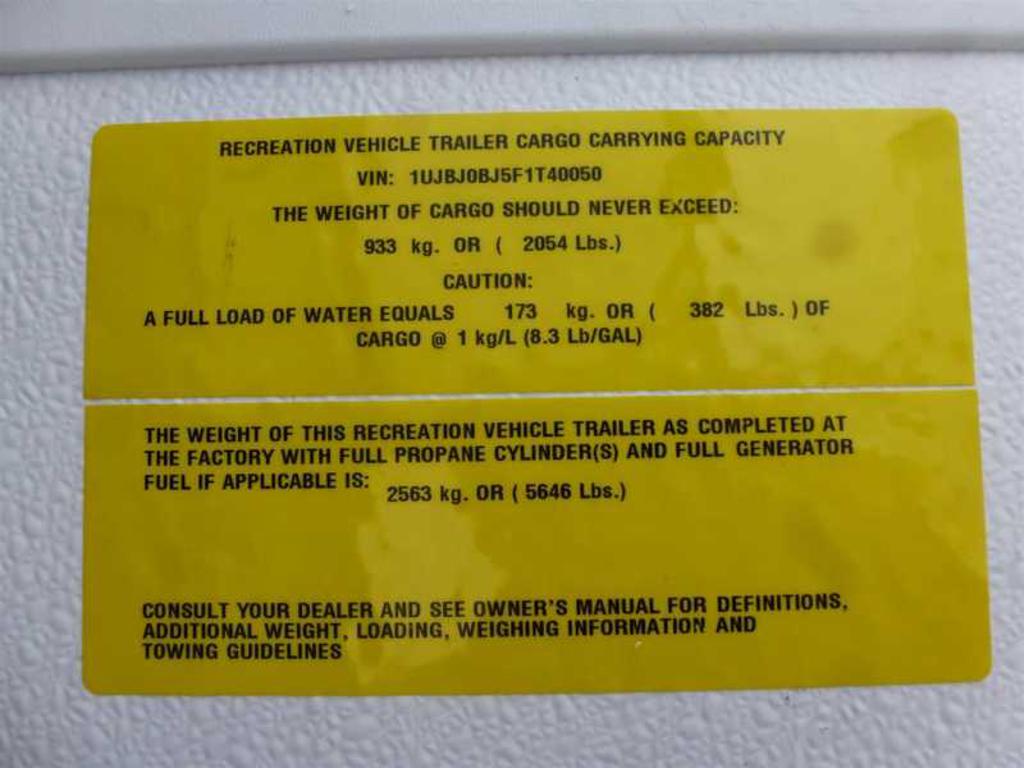 RECREATION VEHICLE TRAILER CARGO CARRYING CAPACITY
VIN: 1UJBJ0BJ5F1T40050
THE WEIGHT OF CARGO SHOULD NEVER EXCEED:
933 kg. OR ( 2054 Lbs.)
CAUTION:
A FULL LOAD OF WATER EQUALS 173 kg. OR ( 382 Lbs. ) OF
CARGO @ 1 kg/L (8.3 Lb/GAL)
THE WEIGHT OF THIS RECREATION VEHICLE TRAILER AS COMPLETED AT
THE FACTORY WITH FULL PROPANE CYLINDER(S) AND FULL GENERATOR
FUEL IF APPLICABLE IS: 2563 kg. OR ( 5646 Lbs.)
CONSULT YOUR DEALER AND SEE OWNER'S MANUAL FOR DEFINITIONS,
ADDITIONAL WEIGHT, LOADING, WEIGHING INFORMATION AND
TOWING GUIDELINES